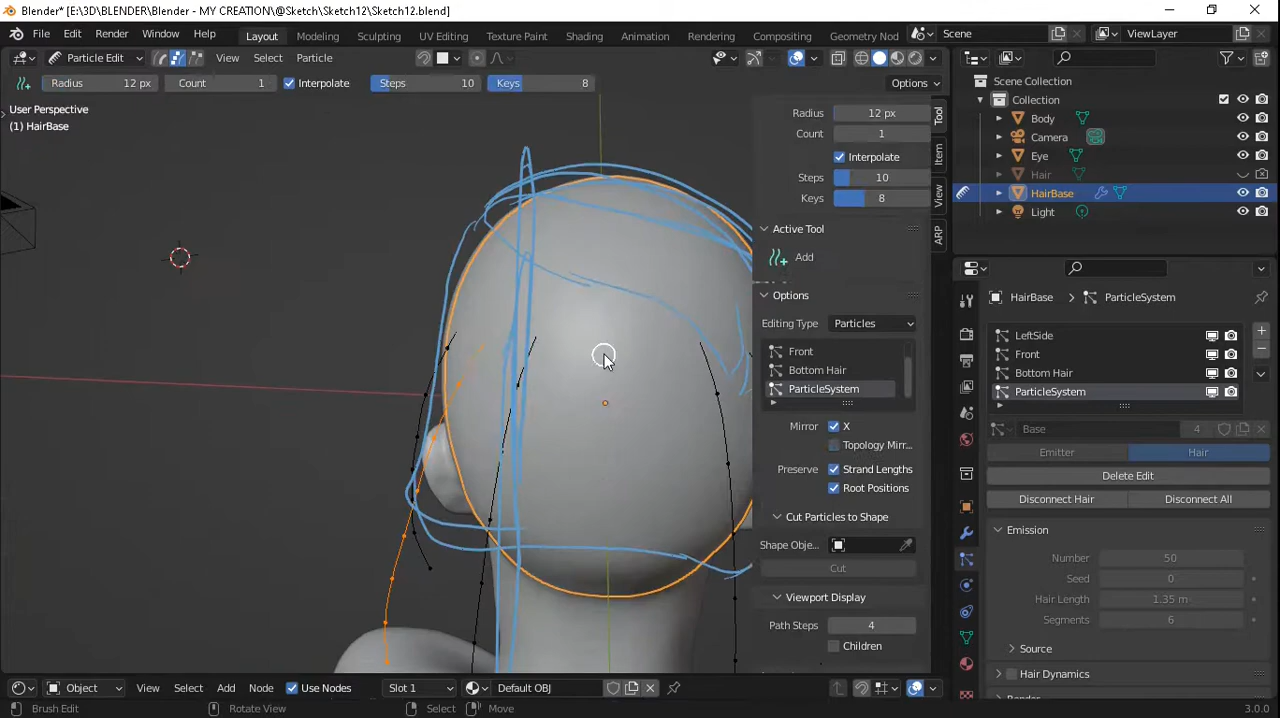 Blender* [E:\3D\BLENDER\Blender - MY CREATION\@Sketch\Sketch12\Sketch12.blend]
File Edit Render Window Help Layout Modeling Sculpting UV Editing Texture Paint Shading Animation Rendering Compositing Geometry Nod Scene ViewLayer
Particle Edit View Select Particle
Radius 12 px Count 1 Interpolate Steps 10 Keys 8 Options
User Perspective
(1) HairBase
Radius 12 px
Count 1
Interpolate
Steps 10
Keys 8
Active Tool
Add
Options
Editing Type Particles
Front
Bottom Hair
ParticleSystem
Mirror X
Topology Mirr...
Preserve Strand Lengths
Root Positions
Cut Particles to Shape
Shape Obje...
Cut
Viewport Display
Path Steps 4
Children
Tool
Item
View
ARP
Scene Collection
Collection
Body
Camera
Eye
Hair
HairBase
Light
HairBase > ParticleSystem
LeftSide
Front
Bottom Hair
ParticleSystem
Base 4
Emitter Hair
Delete Edit
Disconnect Hair Disconnect All
Emission
Number 50
Seed 0
Hair Length 1.35 m
Segments 6
Source
Hair Dynamics
Render
Object View Select Add Node Use Nodes Slot 1 Default OBJ
Brush Edit Rotate View Select Move 3.0.0